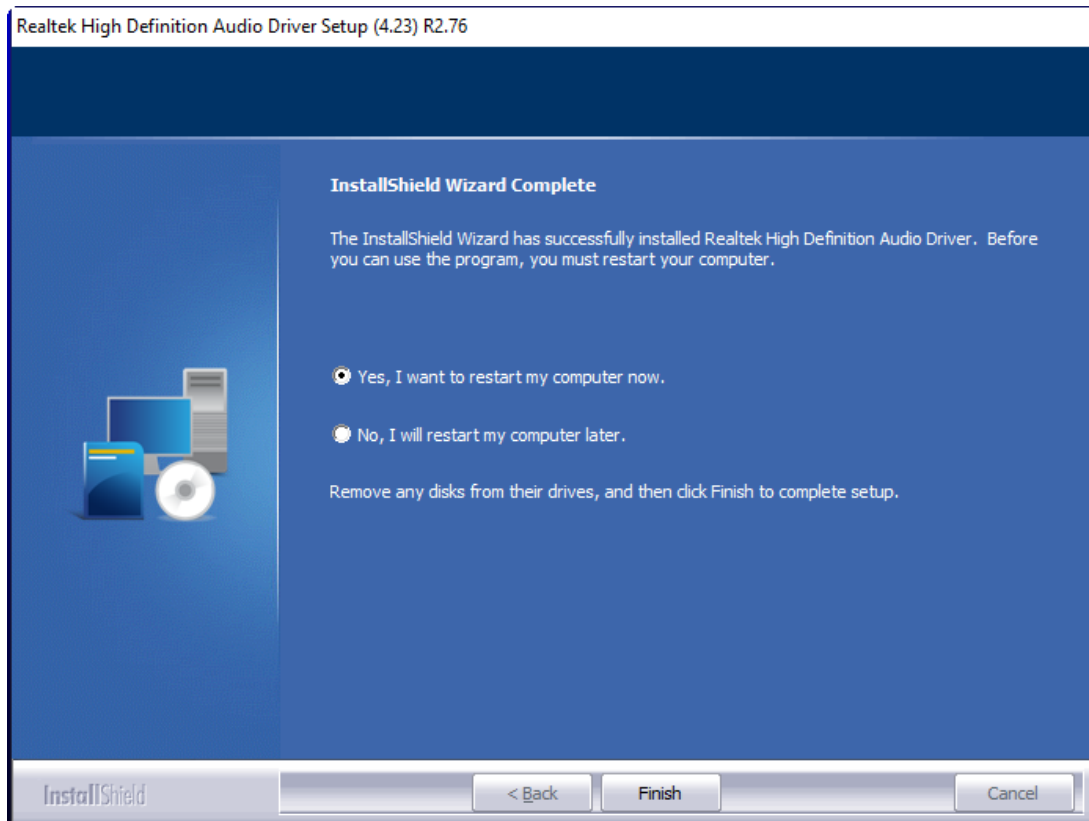 Realtek High Definition Audio Driver Setup (4.23) R2.76
InstallShield Wizard Complete
The InstallShield Wizard has successfully installed Realtek High Definition Audio Driver.  Before
you can use the program, you must restart your computer.
Yes, I want to restart my computer now.
No, I will restart my computer later.
Remove any disks from their drives, and then click Finish to complete setup.
InstallShield
< Back
Finish
Cancel